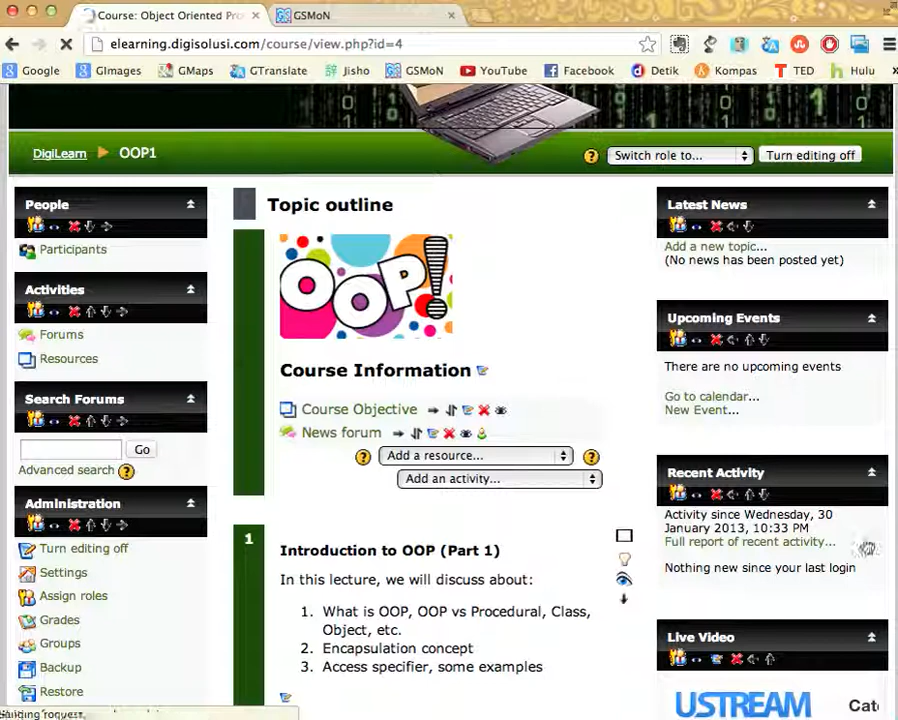 Course: Object Oriented Pro
GSMoN
elearning.digisolusi.com/course/view.php?id=4
Google
GImages
GMaps
GTranslate
Jisho
GSMoN
YouTube
Facebook
Detik
Kompas
TED
Hulu
DigiLearn
OOP1
Switch role to...
Turn editing off
People
Participants
Activities
Forums
Resources
Search Forums
Go
Advanced search
Administration
Turn editing off
Settings
Assign roles
Grades
Groups
Backup
Restore
Topic outline
OOP!
Course Information
Course Objective
News forum
Add a resource...
Add an activity...
1
Introduction to OOP (Part 1)
In this lecture, we will discuss about:
1. What is OOP, OOP vs Procedural, Class,
Object, etc.
2. Encapsulation concept
3. Access specifier, some examples
Latest News
Add a new topic...
(No news has been posted yet)
Upcoming Events
There are no upcoming events
Go to calendar...
New Event...
Recent Activity
Activity since Wednesday, 30
January 2013, 10:33 PM
Full report of recent activity...
Nothing new since your last login
Live Video
USTREAM